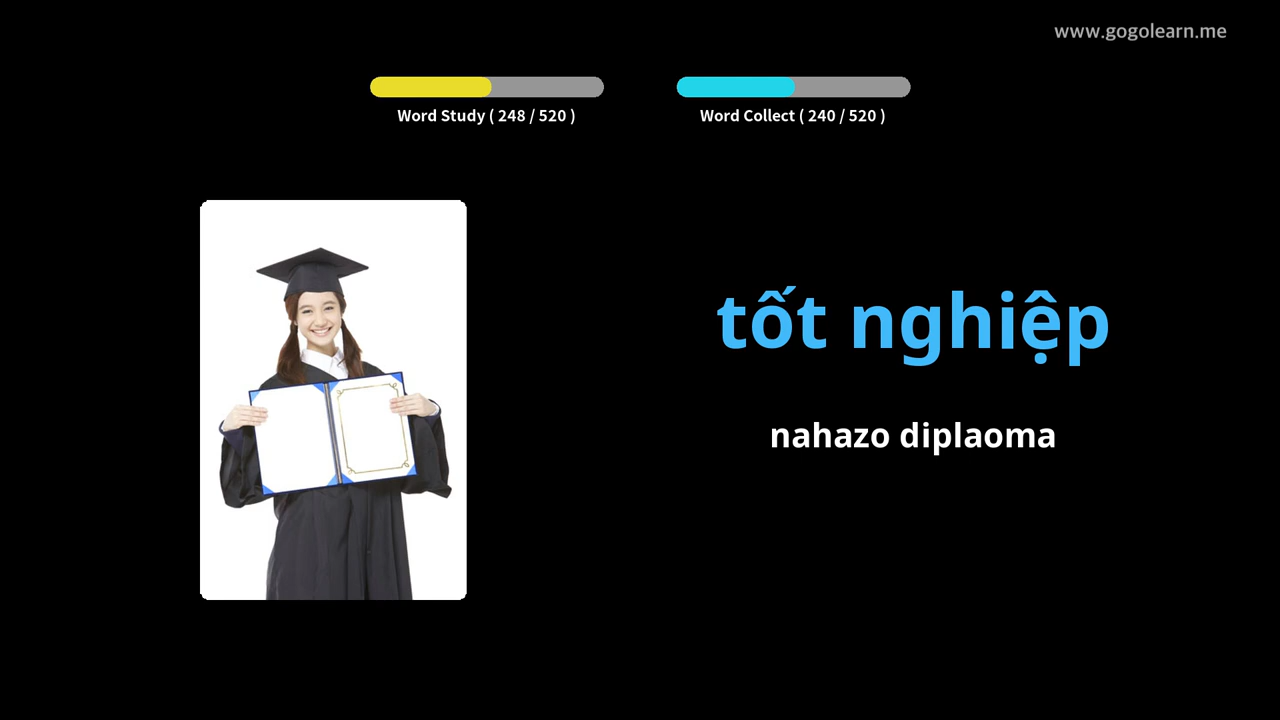 www.gogolearn.me
Word Study ( 248 / 520 )
Word Collect ( 240 / 520 )
tốt nghiệp
nahazo diplaoma